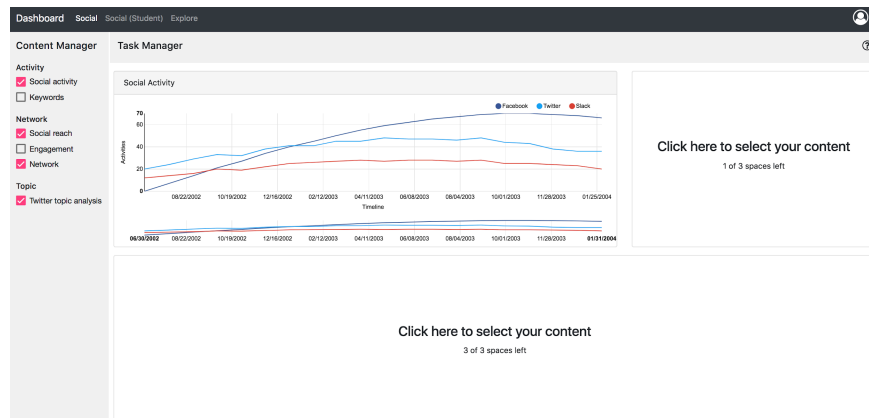 Dashboard Social Social (Student) Explore
Content Manager
Task Manager
Activity
Social activity
Keywords
Network
Social reach
Engagement
Network
Topic
Twitter topic analysis
Social Activity
Facebook Twitter Slack
70
60
40
20
0
Activities
08/22/2002 10/19/2002 12/16/2002 02/12/2003 04/11/2003 06/08/2003 08/04/2003 10/01/2003 11/28/2003 01/25/2004
Timeline
06/30/2002 08/22/2002 10/19/2002 12/16/2002 02/12/2003 04/11/2003 06/08/2003 08/04/2003 10/01/2003 11/28/2003 01/31/2004
Click here to select your content
1 of 3 spaces left
Click here to select your content
3 of 3 spaces left